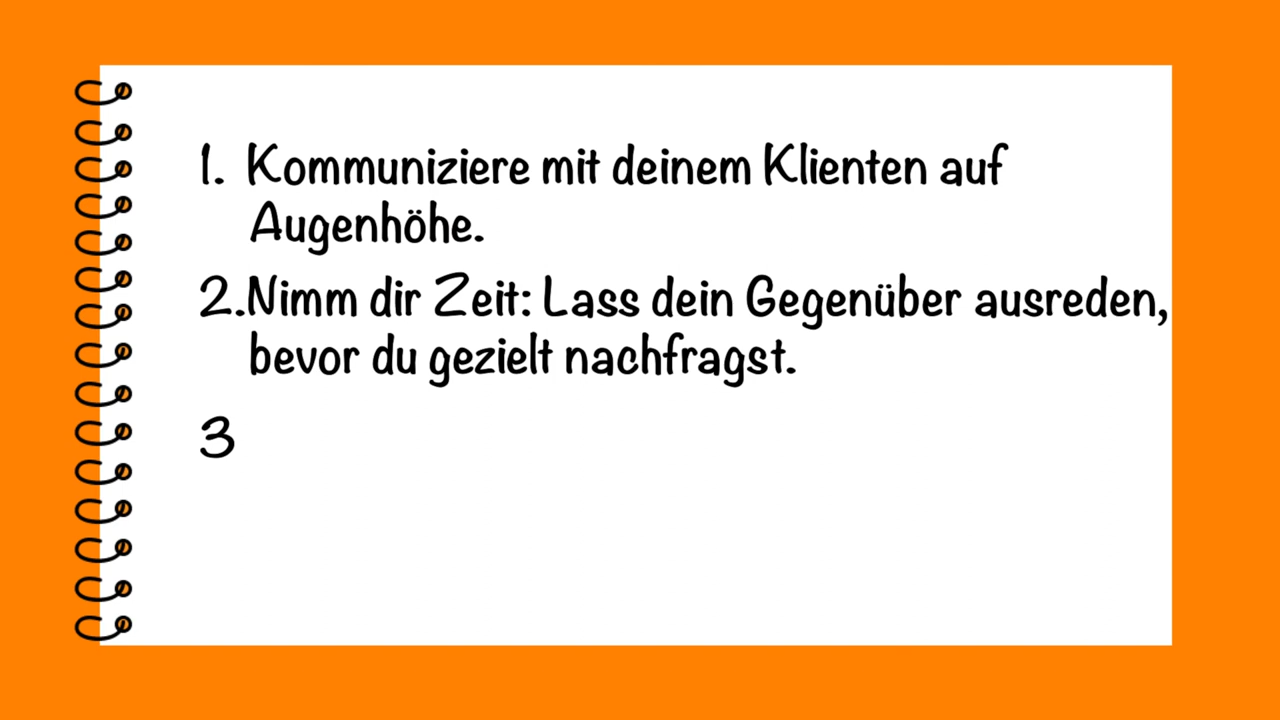 1. Kommuniziere mit deinem Klienten auf
Augenhöhe.
2.Nimm dir Zeit: Lass dein Gegenüber ausreden,
bevor du gezielt nachfragst.
3